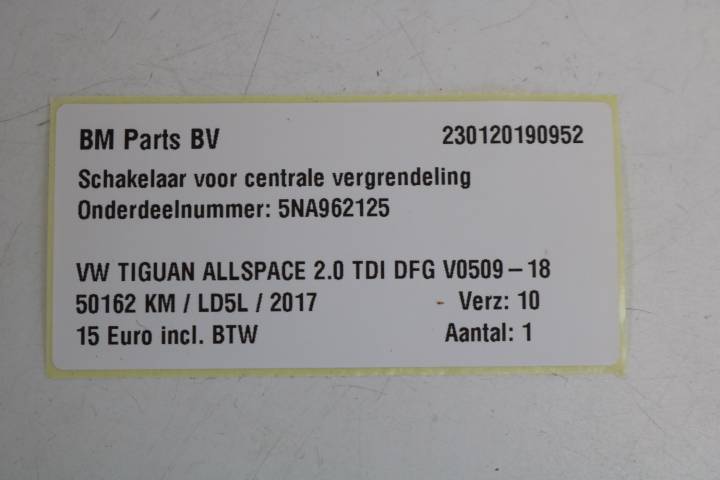 BM Parts BV 230120190952
Schakelaar voor centrale vergrendeling
Onderdeelnummer: 5NA962125
VW TIGUAN ALLSPACE 2.0 TDI DFG V0509-18
50162 KM / LD5L / 2017 Verz: 10
15 Euro incl. BTW Aantal: 1